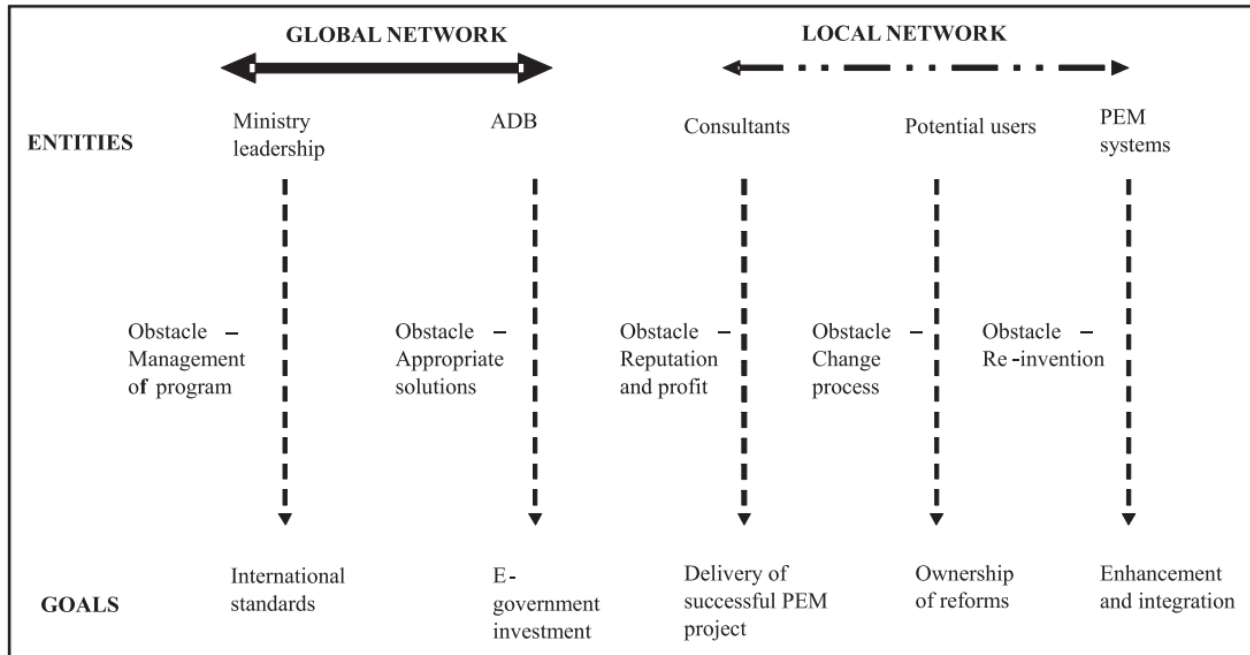 GLOBAL NETWORK
LOCAL NETWORK
ENTITIES
Ministry
leadership
ADB
Consultants
Potential users
PEM
systems
Obstacle –
Management
of program
Obstacle –
Appropriate
solutions
Obstacle –
Reputation
and profit
Obstacle –
Change
process
Obstacle –
Re-invention
GOALS
International
standards
E-
government
investment
Delivery of
successful PEM
project
Ownership
of reforms
Enhancement
and integration